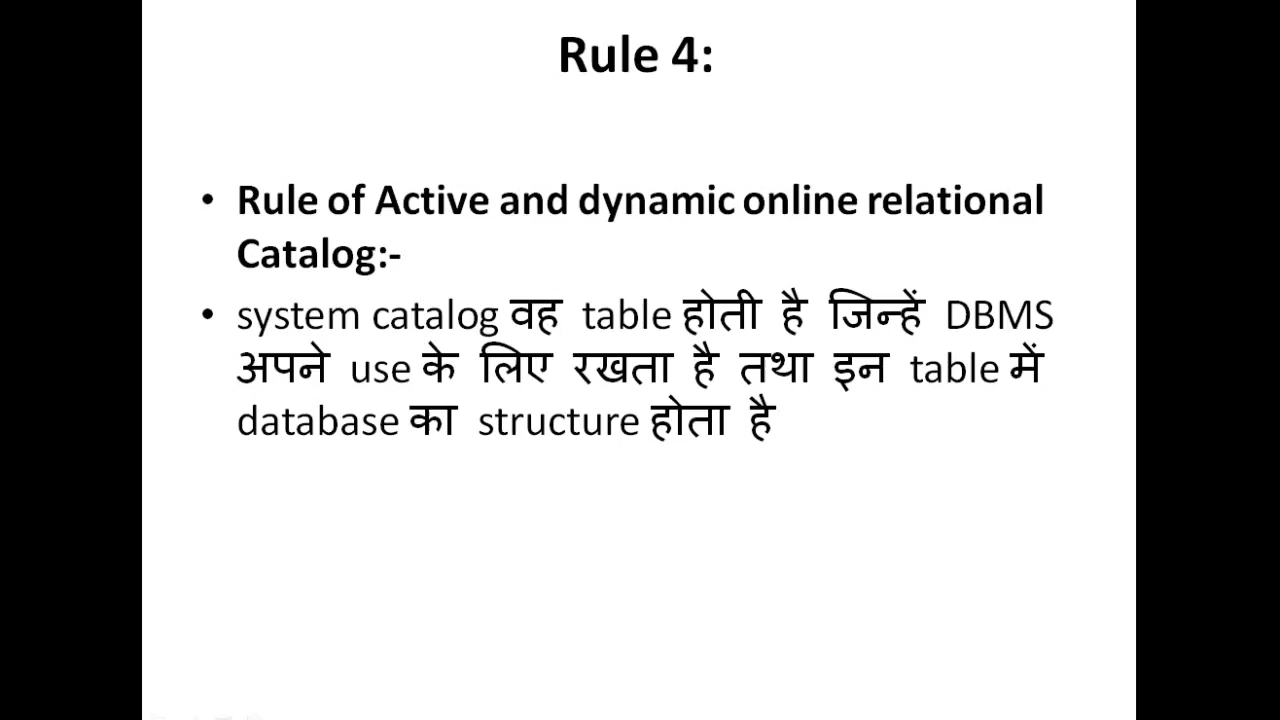 Rule 4:
• Rule of Active and dynamic online relational
Catalog:-
• system catalog वह table होती है जिन्हें DBMS
अपने use के लिए रखता है तथा इन table में
database का structure होता है